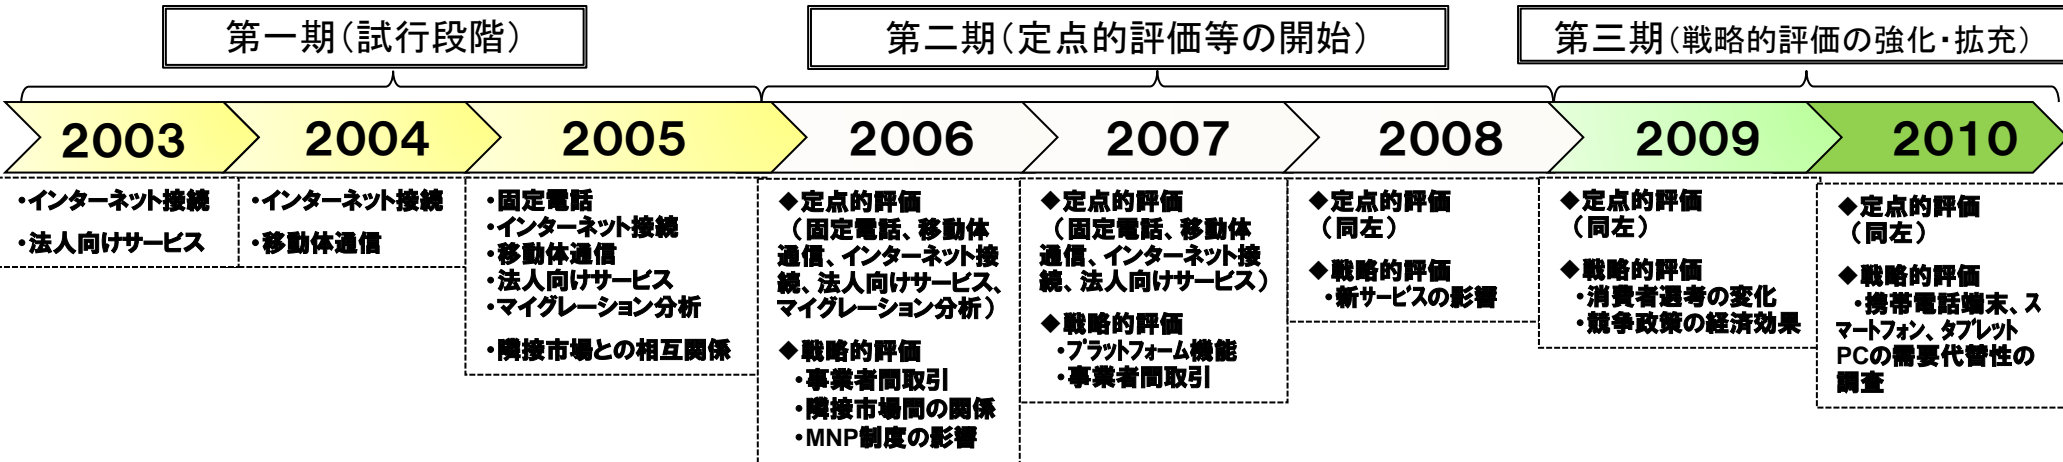 第一期(試行段階)
第二期(定点的評価等の開始)
第三期(戦略的評価の強化・拡充)
2003
2004
2005
2006
2007
2008
2009
2010
・インターネット接続
・法人向けサービス
・インターネット接続
・移動体通信
・固定電話
・インターネット接続
・移動体通信
・法人向けサービス
・マイグレーション分析
・隣接市場との相互関係
◆定点的評価
(固定電話、移動体
通信、インターネット接
続、法人向けサービス、
マイグレーション分析)
◆戦略的評価
・事業者間取引
・隣接市場間の関係
・MNP制度の影響
◆定点的評価
(固定電話、移動体
通信、インターネット接
続、法人向けサービス)
◆戦略的評価
・プラットフォーム機能
・事業者間取引
◆定点的評価
(同左)
◆戦略的評価
・新サービスの影響
◆定点的評価
(同左)
◆戦略的評価
・消費者選考の変化
・競争政策の経済効果
◆定点的評価
(同左)
◆戦略的評価
・携帯電話端末、ス
マートフォン、タブレット
PCの需要代替性の
調査